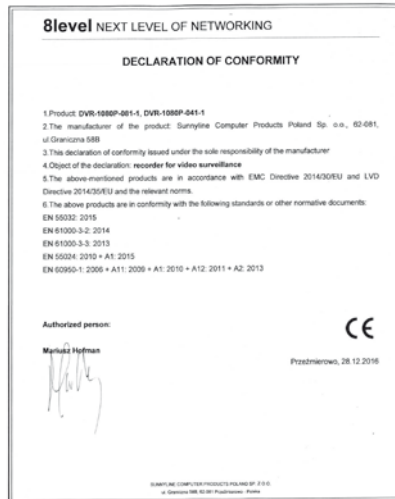 8level NEXT LEVEL OF NETWORKING
DECLARATION OF CONFORMITY
1.Product: DVR-1080P-081-1, DVR-1080P-041-1
2.The manufacturer of the product: Sunnyline Computer Products Poland Sp. o.o., 62-081,
ul.Graniczna 58B
3.This declaration of conformity issued under the sole responsibility of the manufacturer
4.Object of the declaration: recorder for video surveillance
5.The above-mentioned products are in accordance with EMC Directive 2014/30/EU and LVD
Directive 2014/35/EU and the relevant norms.
6.The above products are in conformity with the following standards or other normative documents:
EN 55032: 2015
EN 61000-3-2: 2014
EN 61000-3-3: 2013
EN 55024: 2010 + A1: 2015
EN 60950-1: 2006 + A11: 2009 + A1: 2010 + A12: 2011 + A2: 2013
Authorized person:
CE
Mariusz Hofman
Przeźmierowo, 28.12.2016
SUNNYLINE COMPUTER PRODUCTS POLAND SP. Z O.O.
ul. Graniczna 58B, 62-081 Przeźmierowo - Poland